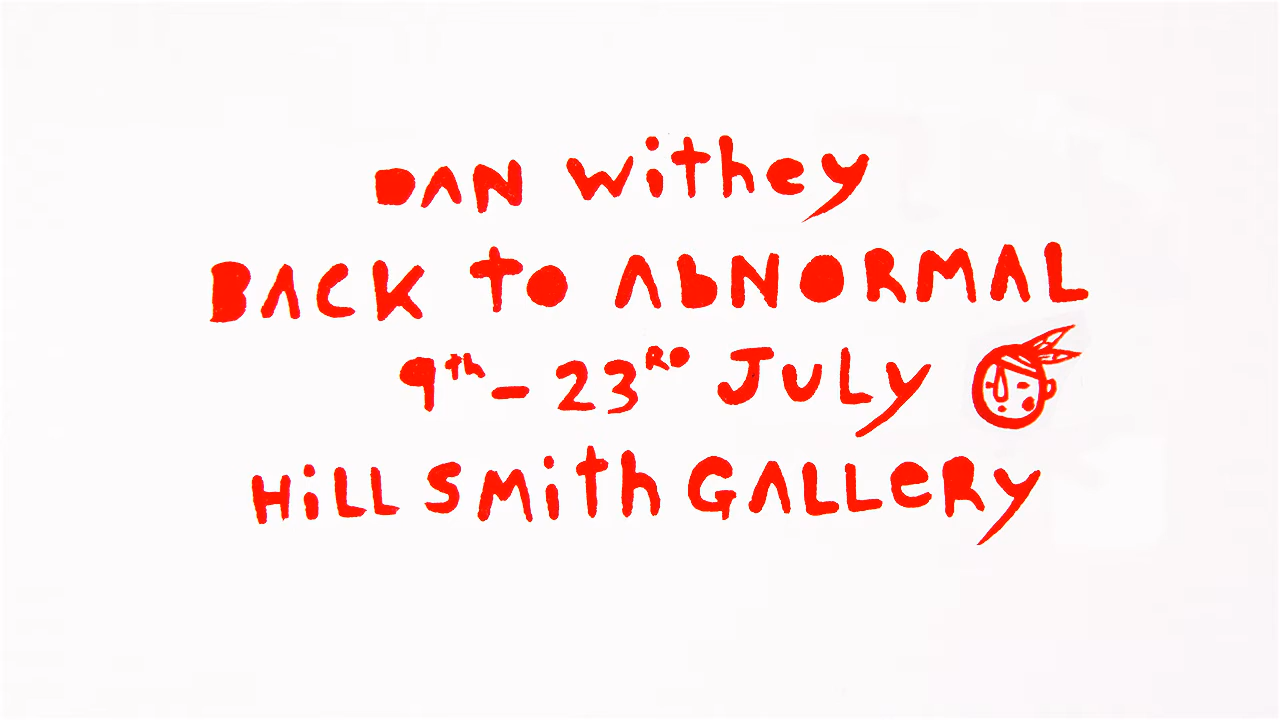 DAN Withey
BACK to AbNORMAL
9th - 23RD JULy
HiLL SMith GALLeRy